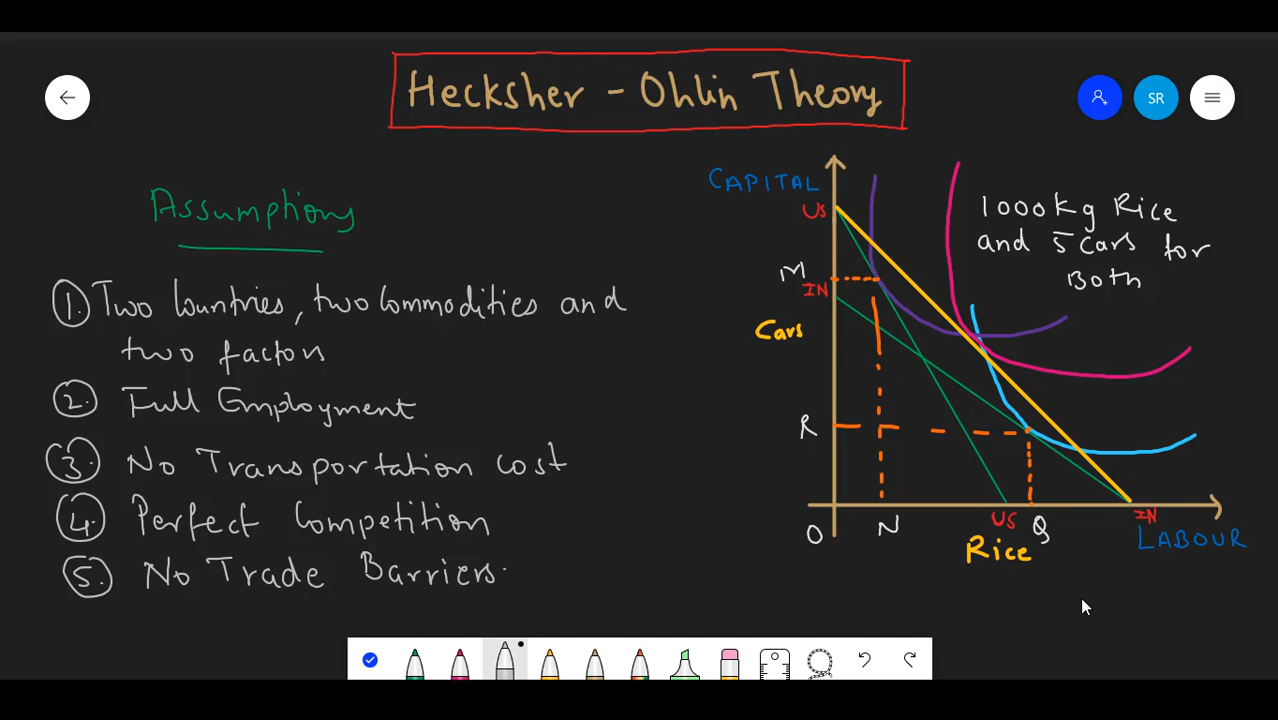 Hecksher - Ohlin Theory
SR
Assumptions
1. Two Countries, two Commodities and
two factors
2. Full Employment
3. No Transportation cost
4. Perfect Competition
5. No Trade Barriers.
CAPITAL
US
M
IN
Cars
R
O
N
US
Q
IN
Rice
LABOUR
1000 kg Rice
and 5 Cars for
Both